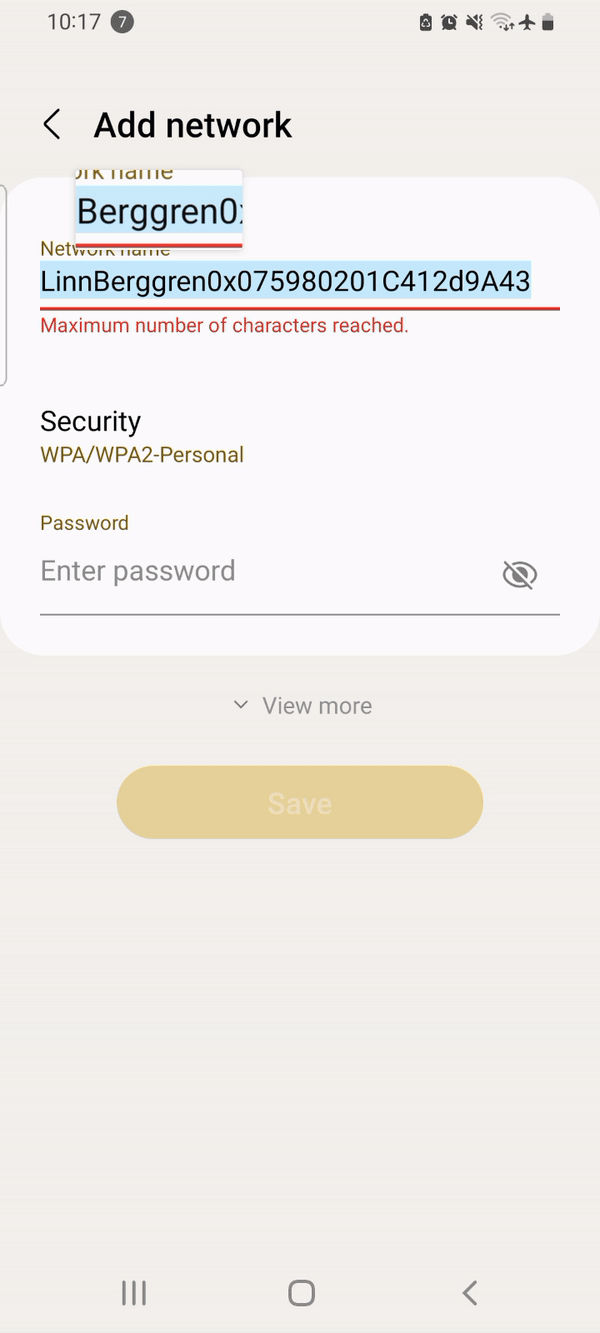 10:17 7
Add network
ork name
Berggren0x
Network name
LinnBerggren0x075980201C412d9A43
Maximum number of characters reached.
Security
WPA/WPA2-Personal
Password
Enter password
View more
Save